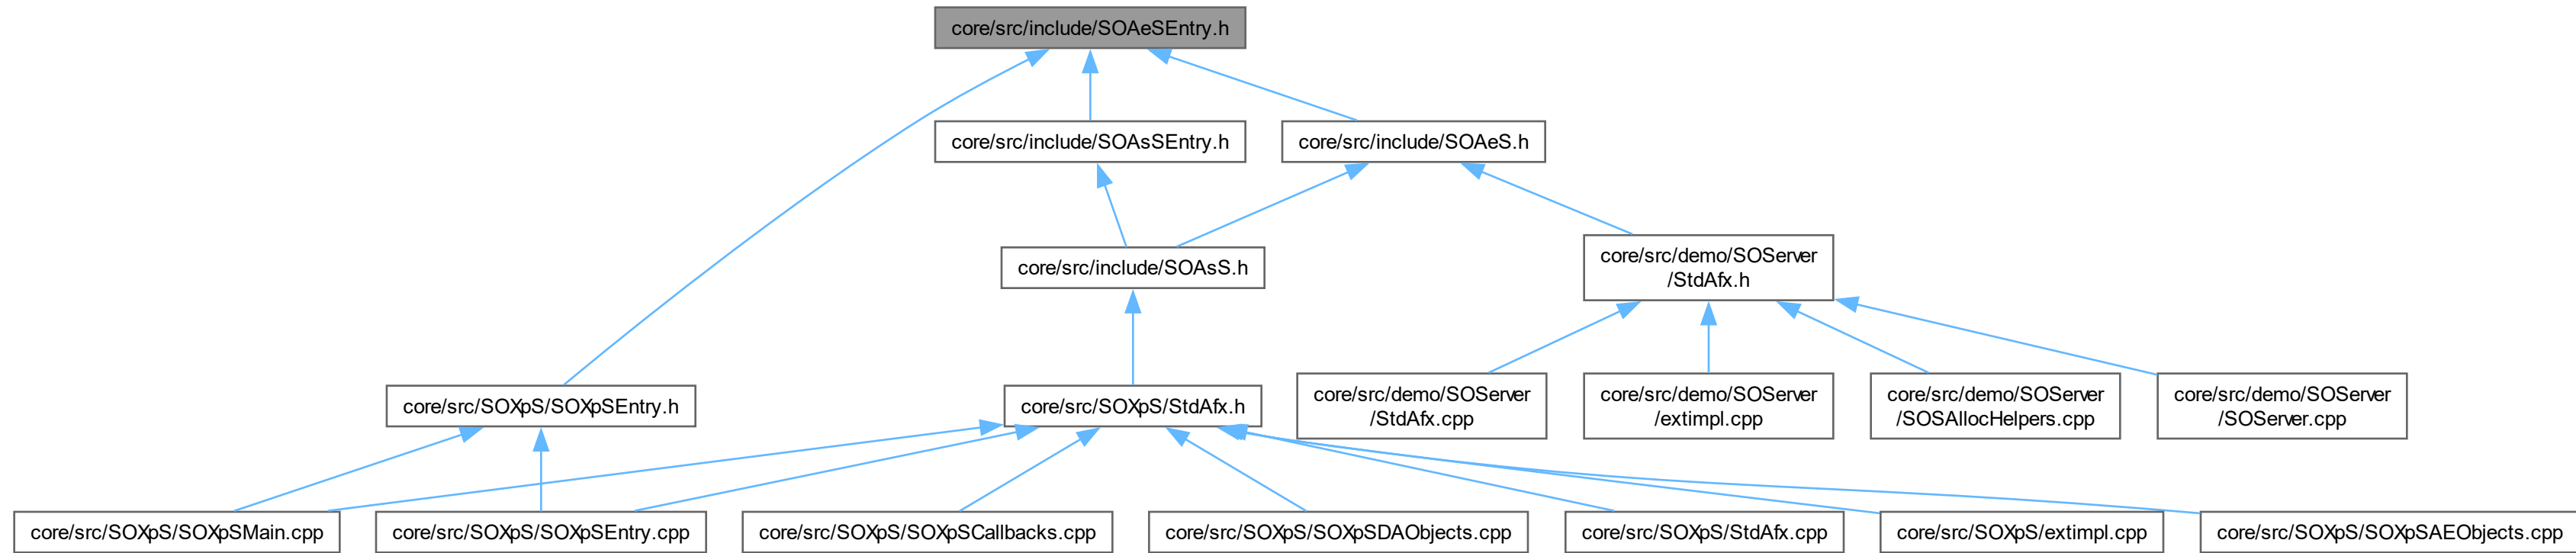 core/src/include/SOAeSEntry.h
core/src/include/SOAsSEntry.h
core/src/include/SOAeS.h
core/src/include/SOAsS.h
core/src/demo/SOServer
/StdAfx.h
core/src/SOXpS/SOXpSEntry.h
core/src/SOXpS/StdAfx.h
core/src/demo/SOServer
/StdAfx.cpp
core/src/demo/SOServer
/extimpl.cpp
core/src/demo/SOServer
/SOSAllocHelpers.cpp
core/src/demo/SOServer
/SOServer.cpp
core/src/SOXpS/SOXpSMain.cpp
core/src/SOXpS/SOXpSEntry.cpp
core/src/SOXpS/SOXpSCallbacks.cpp
core/src/SOXpS/SOXpSDAObjects.cpp
core/src/SOXpS/StdAfx.cpp
core/src/SOXpS/extimpl.cpp
core/src/SOXpS/SOXpSAEObjects.cpp